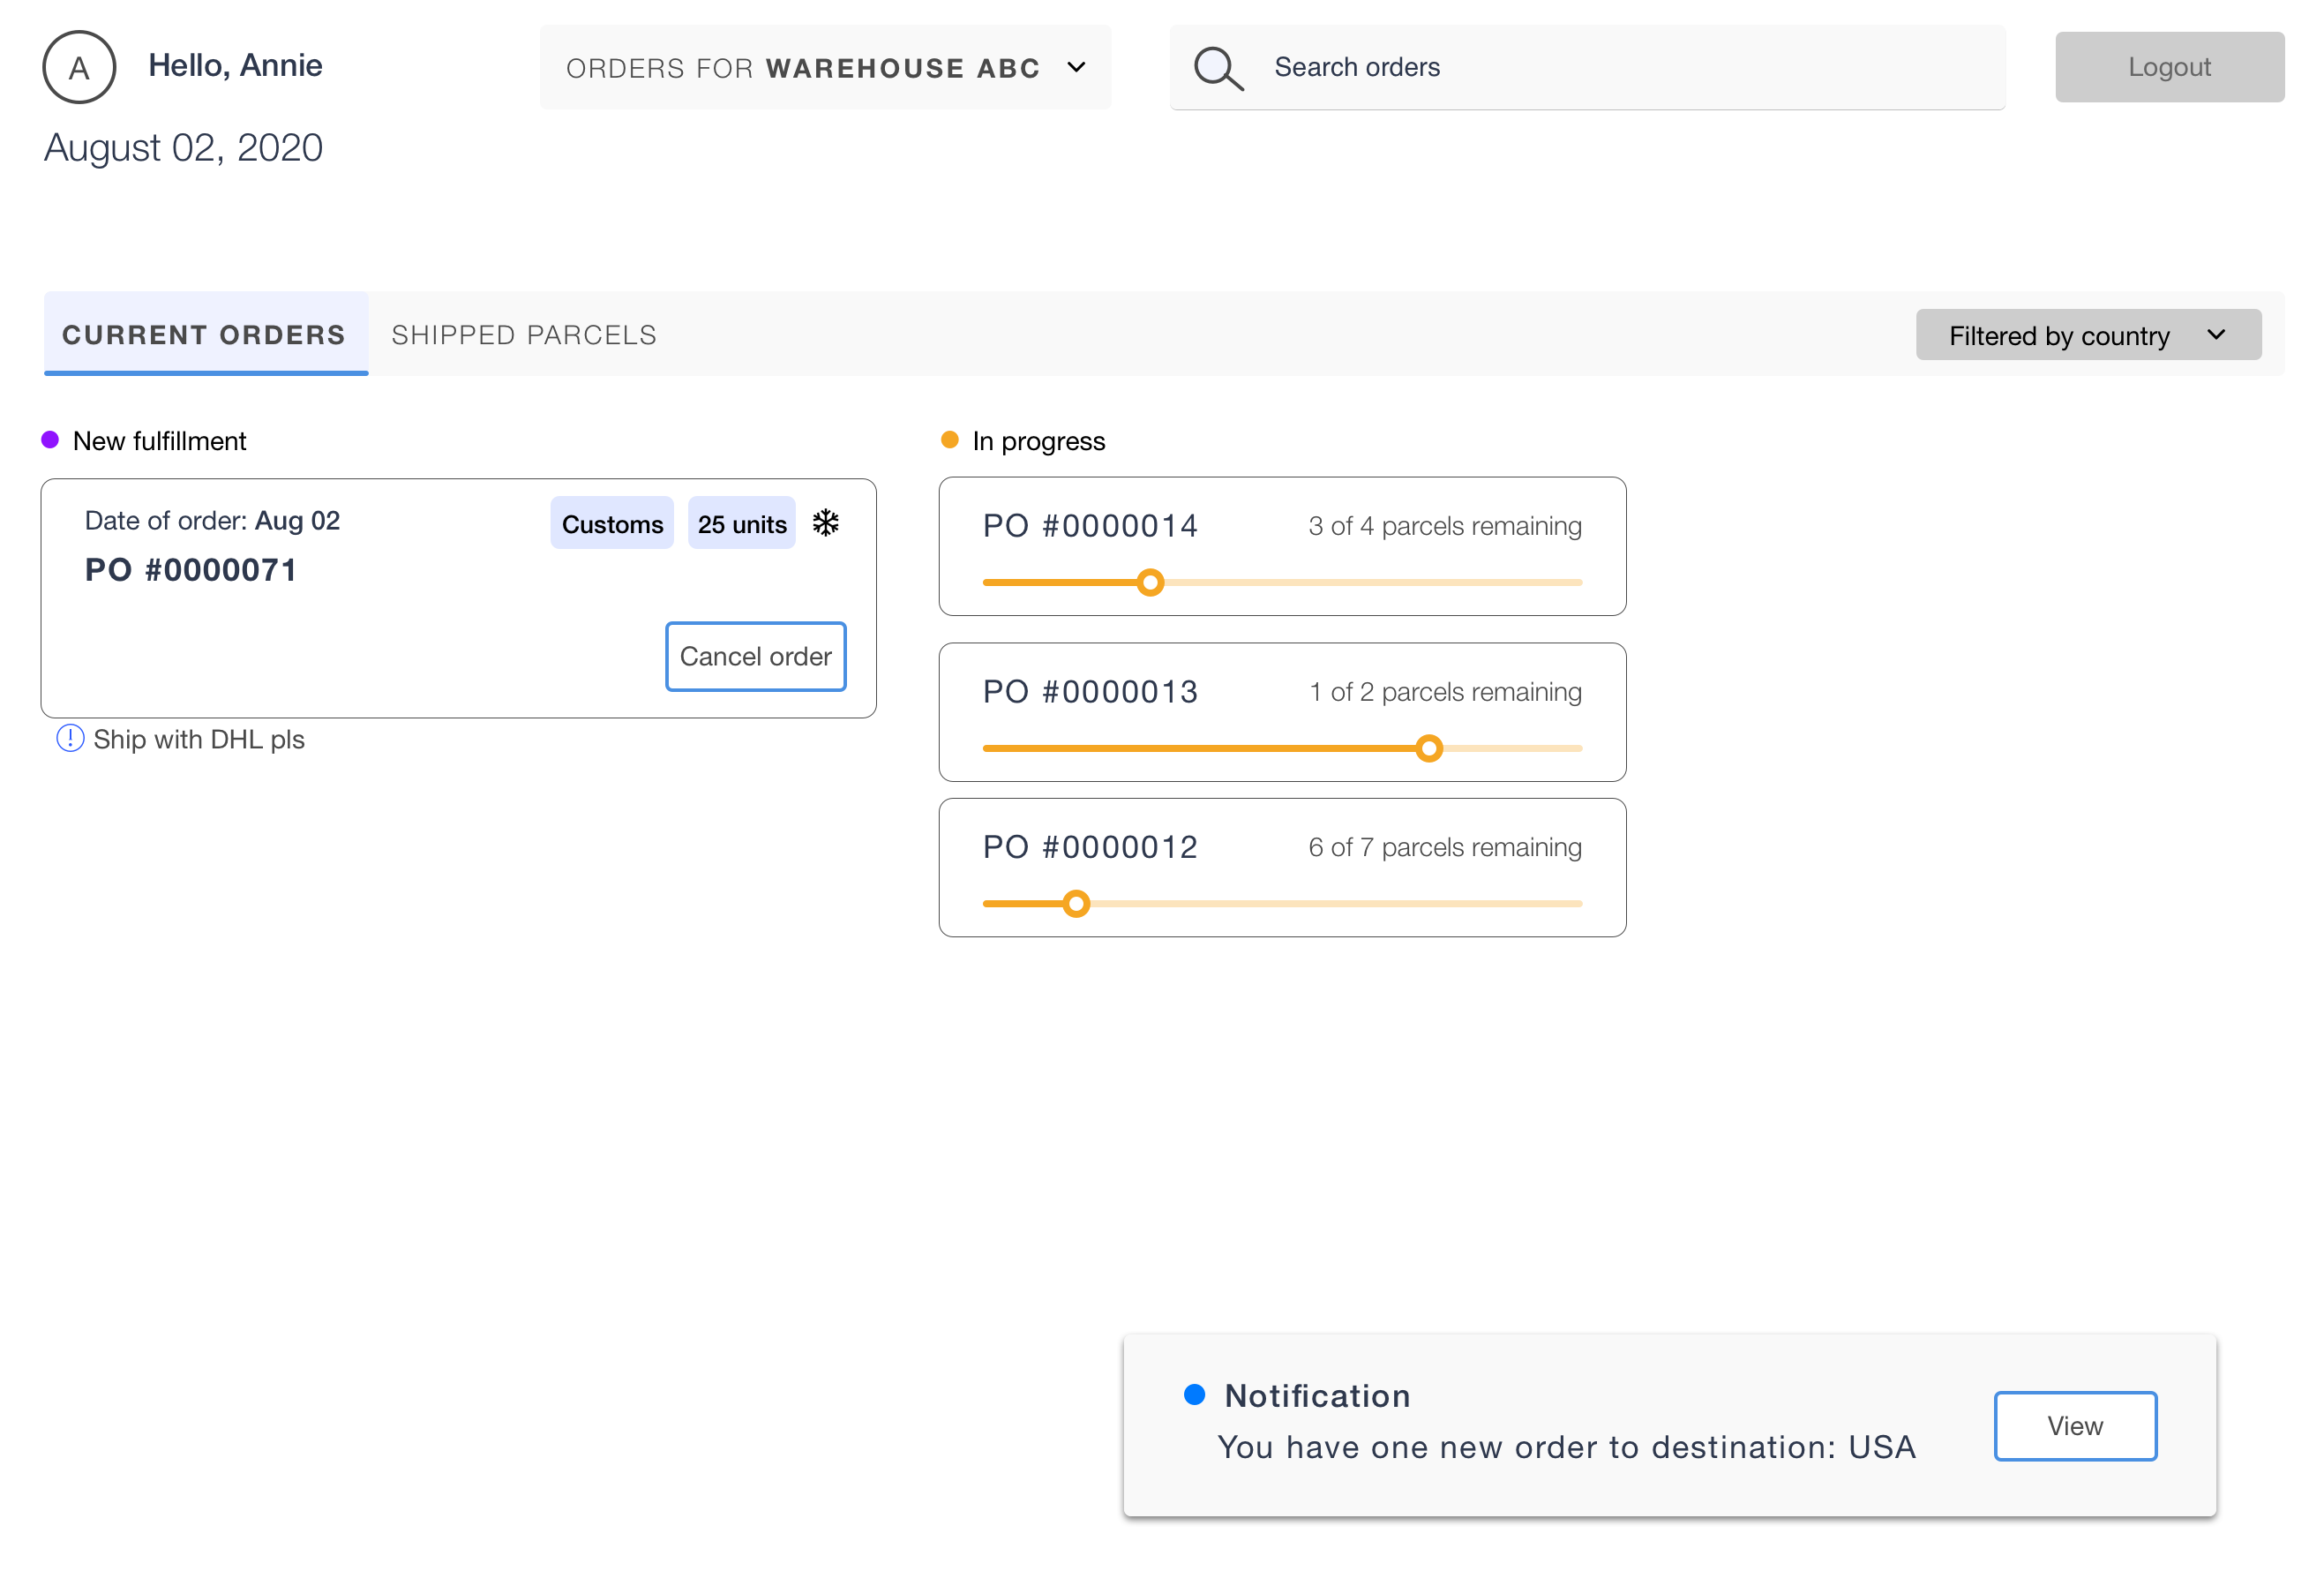 A
Hello, Annie
ORDERS FOR WAREHOUSE ABC
Search orders
Logout
August 02, 2020
CURRENT ORDERS
SHIPPED PARCELS
Filtered by country
New fulfillment
Date of order: Aug 02
Customs
25 units
PO #0000071
Cancel order
Ship with DHL pls
In progress
PO #0000014
3 of 4 parcels remaining
PO #0000013
1 of 2 parcels remaining
PO #0000012
6 of 7 parcels remaining
Notification
You have one new order to destination: USA
View